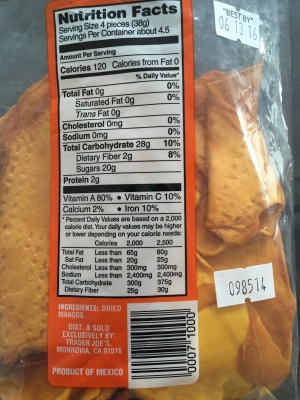 Nutrition Facts
Serving Size 4 pieces (38g)
Servings Per Container about 4.5
Amount Per Serving
Calories 120 Calories from Fat 0
% Daily Value*
Total Fat 0g 0%
Saturated Fat 0g 0%
Trans Fat 0g
Cholesterol 0mg 0%
Sodium 0mg 0%
Total Carbohydrate 28g 10%
Dietary Fiber 2g 8%
Sugars 20g
Protein 2g
Vitamin A 80% • Vitamin C 10%
Calcium 2% • Iron 10%
* Percent Daily Values are based on a 2,000
calorie diet. Your daily values may be higher
or lower depending on your calorie needs:
Calories 2,000 2,500
Total Fat Less than 65g 80g
Sat Fat Less than 20g 25g
Cholesterol Less than 300mg 300mg
Sodium Less than 2,400mg 2,400mg
Total Carbohydrate 300g 375g
Dietary Fiber 25g 30g
INGREDIENTS: DRIED
MANGOS.
DIST. & SOLD
EXCLUSIVELY BY:
TRADER JOE'S,
MONROVIA, CA 91016
PRODUCT OF MEXICO
0007 1000
"BEST BY"
06 13 16
098514